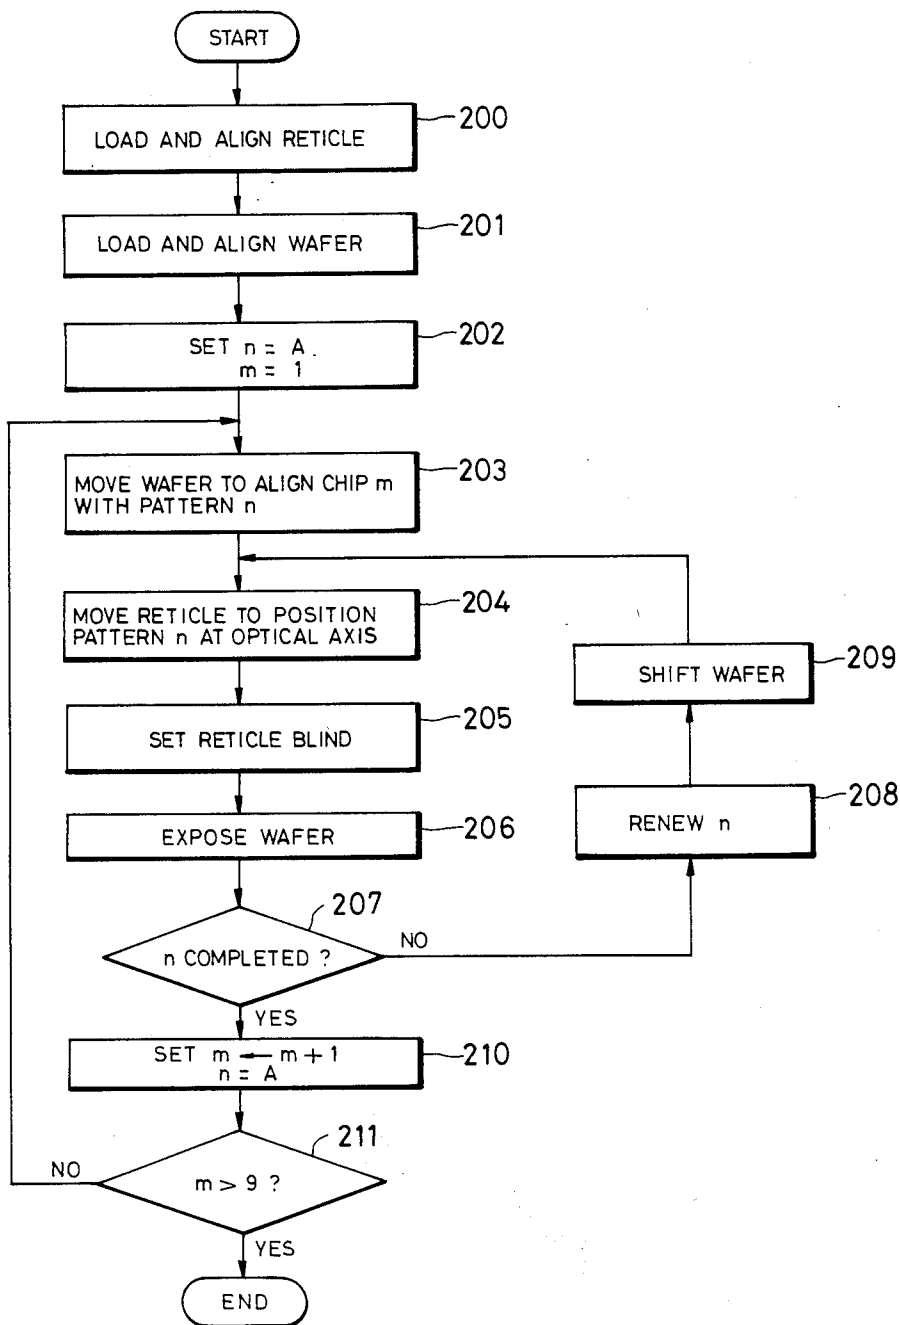 START
LOAD AND ALIGN RETICLE
200
LOAD AND ALIGN WAFER
201
SET n = A
m = 1
202
MOVE WAFER TO ALIGN CHIP m
WITH PATTERN n
203
MOVE RETICLE TO POSITION
PATTERN n AT OPTICAL AXIS
204
SET RETICLE BLIND
205
EXPOSE WAFER
206
n COMPLETED ?
207
NO
RENEW n
208
SHIFT WAFER
209
YES
SET m ← m + 1
n = A
210
m > 9 ?
211
NO
YES
END